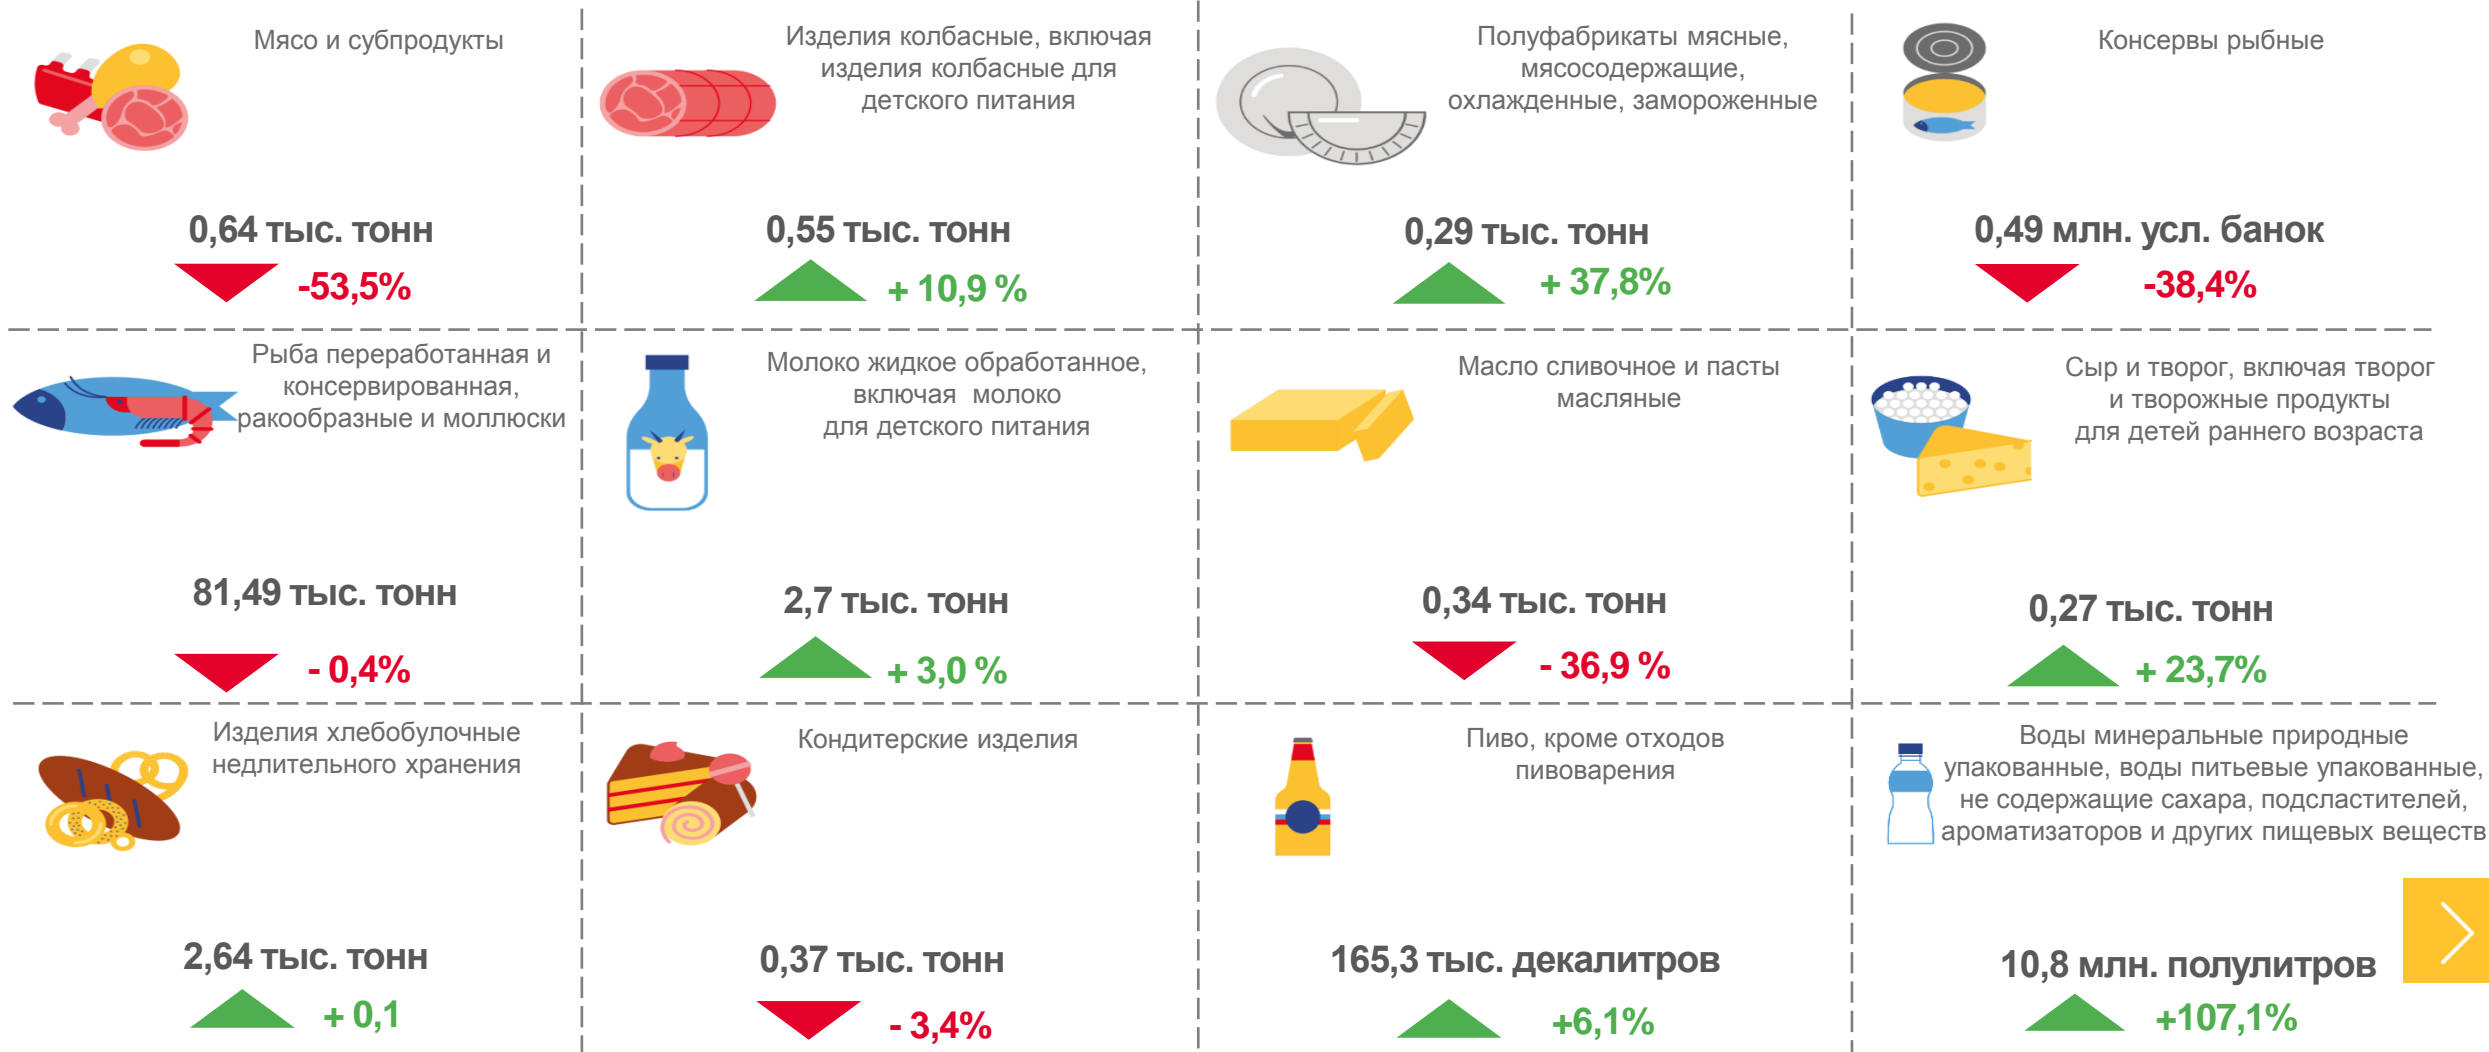 Мясо и субпродукты
0,64 тыс. тонн
-53,5%
Изделия колбасные, включая
изделия колбасные для
детского питания
0,55 тыс. тонн
+ 10,9 %
Полуфабрикаты мясные,
мясосодержащие,
охлажденные, замороженные
0,29 тыс. тонн
+ 37,8%
Консервы рыбные
0,49 млн. усл. банок
-38,4%
Рыба переработанная и
консервированная,
ракообразные и моллюски
81,49 тыс. тонн
- 0,4%
Молоко жидкое обработанное,
включая молоко
для детского питания
2,7 тыс. тонн
+ 3,0 %
Масло сливочное и пасты
масляные
0,34 тыс. тонн
- 36,9 %
Сыр и творог, включая творог
и творожные продукты
для детей раннего возраста
0,27 тыс. тонн
+ 23,7%
Изделия хлебобулочные
недлительного хранения
2,64 тыс. тонн
+ 0,1
Кондитерские изделия
0,37 тыс. тонн
- 3,4%
Пиво, кроме отходов
пивоварения
165,3 тыс. декалитров
+6,1%
Воды минеральные природные
упакованные, воды питьевые упакованные,
не содержащие сахара, подсластителей,
ароматизаторов и других пищевых веществ
10,8 млн. полулитров
+107,1%